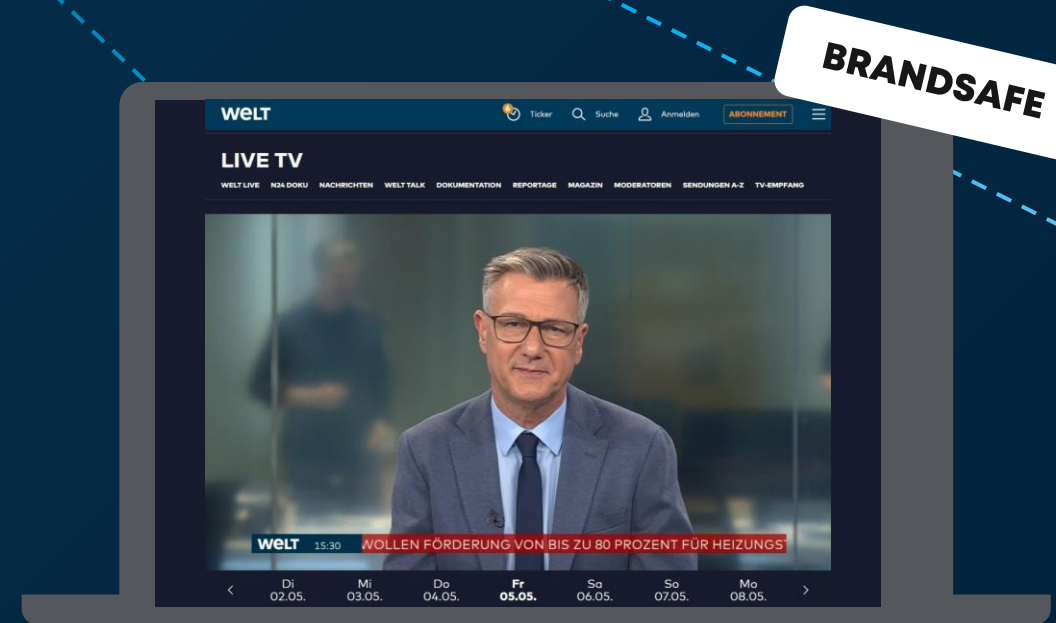 BRANDSAFE
WELT Ticker Suche Anmelden ABONNEMENT
LIVE TV
WELT LIVE N24 DOKU NACHRICHTEN WELT TALK DOKUMENTATION REPORTAGE MAGAZIN MODERATOREN SENDUNGEN A-Z TV-EMPFANG
WELT 15:30 WOLLEN FÖRDERUNG VON BIS ZU 80 PROZENT FÜR HEIZUNGS
Di Mi Do Fr Sa So Mo
02.05. 03.05. 04.05. 05.05. 06.05. 07.05. 08.05.